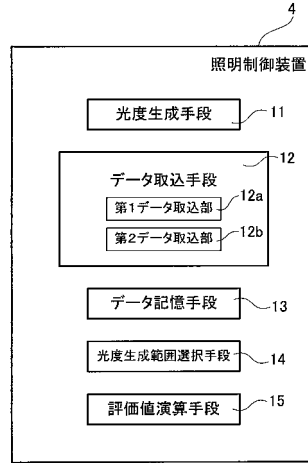 4
照明制御装置
光度生成手段
11
12
データ取込手段
第1データ取込部
12a
第2データ取込部
12b
データ記憶手段
13
光度生成範囲選択手段
14
評価値演算手段
15